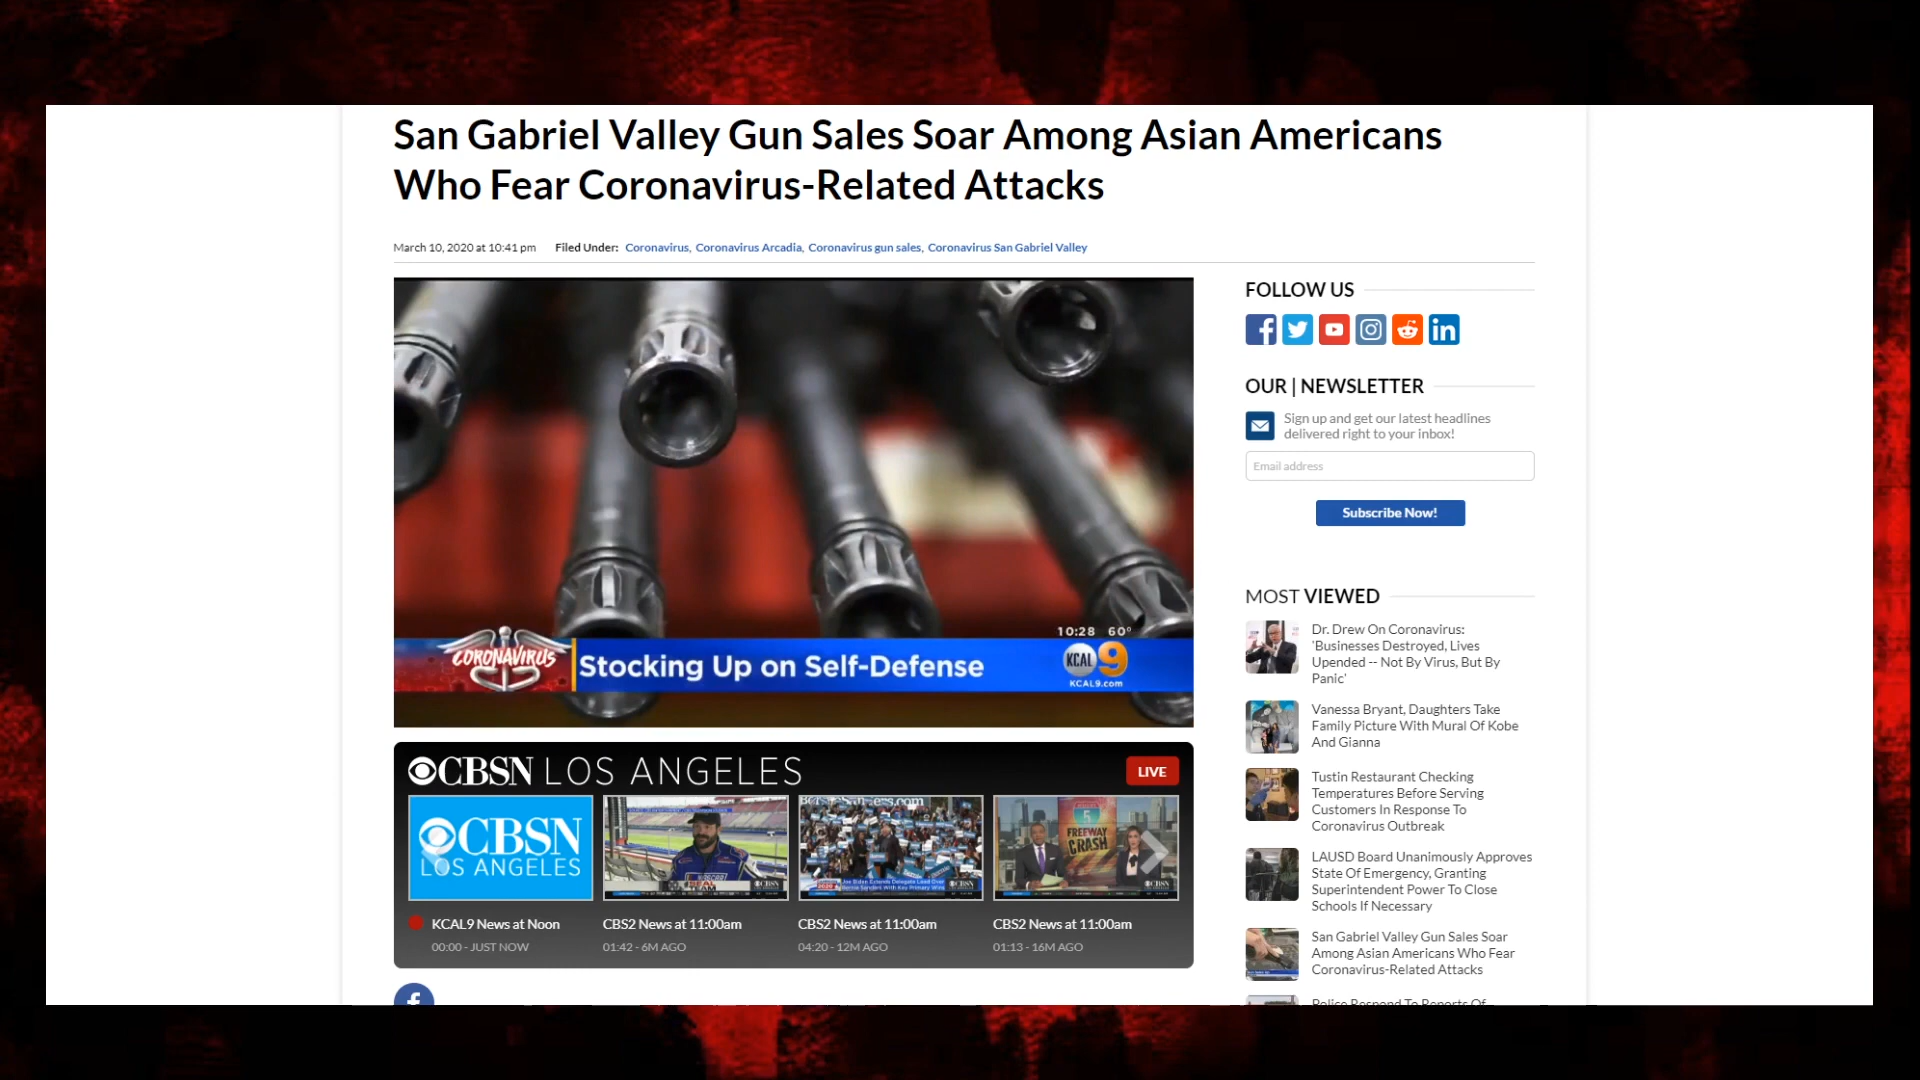 San Gabriel Valley Gun Sales Soar Among Asian Americans
Who Fear Coronavirus-Related Attacks
March 10, 2020 at 10:41 pm Filed Under: Coronavirus, Coronavirus Arcadia, Coronavirus gun sales, Coronavirus San Gabriel Valley
10:28 60°
CORONAVIRUS
Stocking Up on Self-Defense
KCAL 9
KCAL9.com
CBSN LOS ANGELES
LIVE
CBSN
LOS ANGELES
5
FREEWAY
CRASH
KCAL9 News at Noon
00:00 - JUST NOW
CBS2 News at 11:00am
01:42 - 6M AGO
CBS2 News at 11:00am
04:20 - 12M AGO
CBS2 News at 11:00am
01:13 - 16M AGO
FOLLOW US
OUR | NEWSLETTER
Sign up and get our latest headlines
delivered right to your inbox!
Email address
Subscribe Now!
MOST VIEWED
Dr. Drew On Coronavirus:
'Businesses Destroyed, Lives
Upended -- Not By Virus, But By
Panic'
Vanessa Bryant, Daughters Take
Family Picture With Mural Of Kobe
And Gianna
Tustin Restaurant Checking
Temperatures Before Serving
Customers In Response To
Coronavirus Outbreak
LAUSD Board Unanimously Approves
State Of Emergency, Granting
Superintendent Power To Close
Schools If Necessary
San Gabriel Valley Gun Sales Soar
Among Asian Americans Who Fear
Coronavirus-Related Attacks
Police Respond To Reports Of